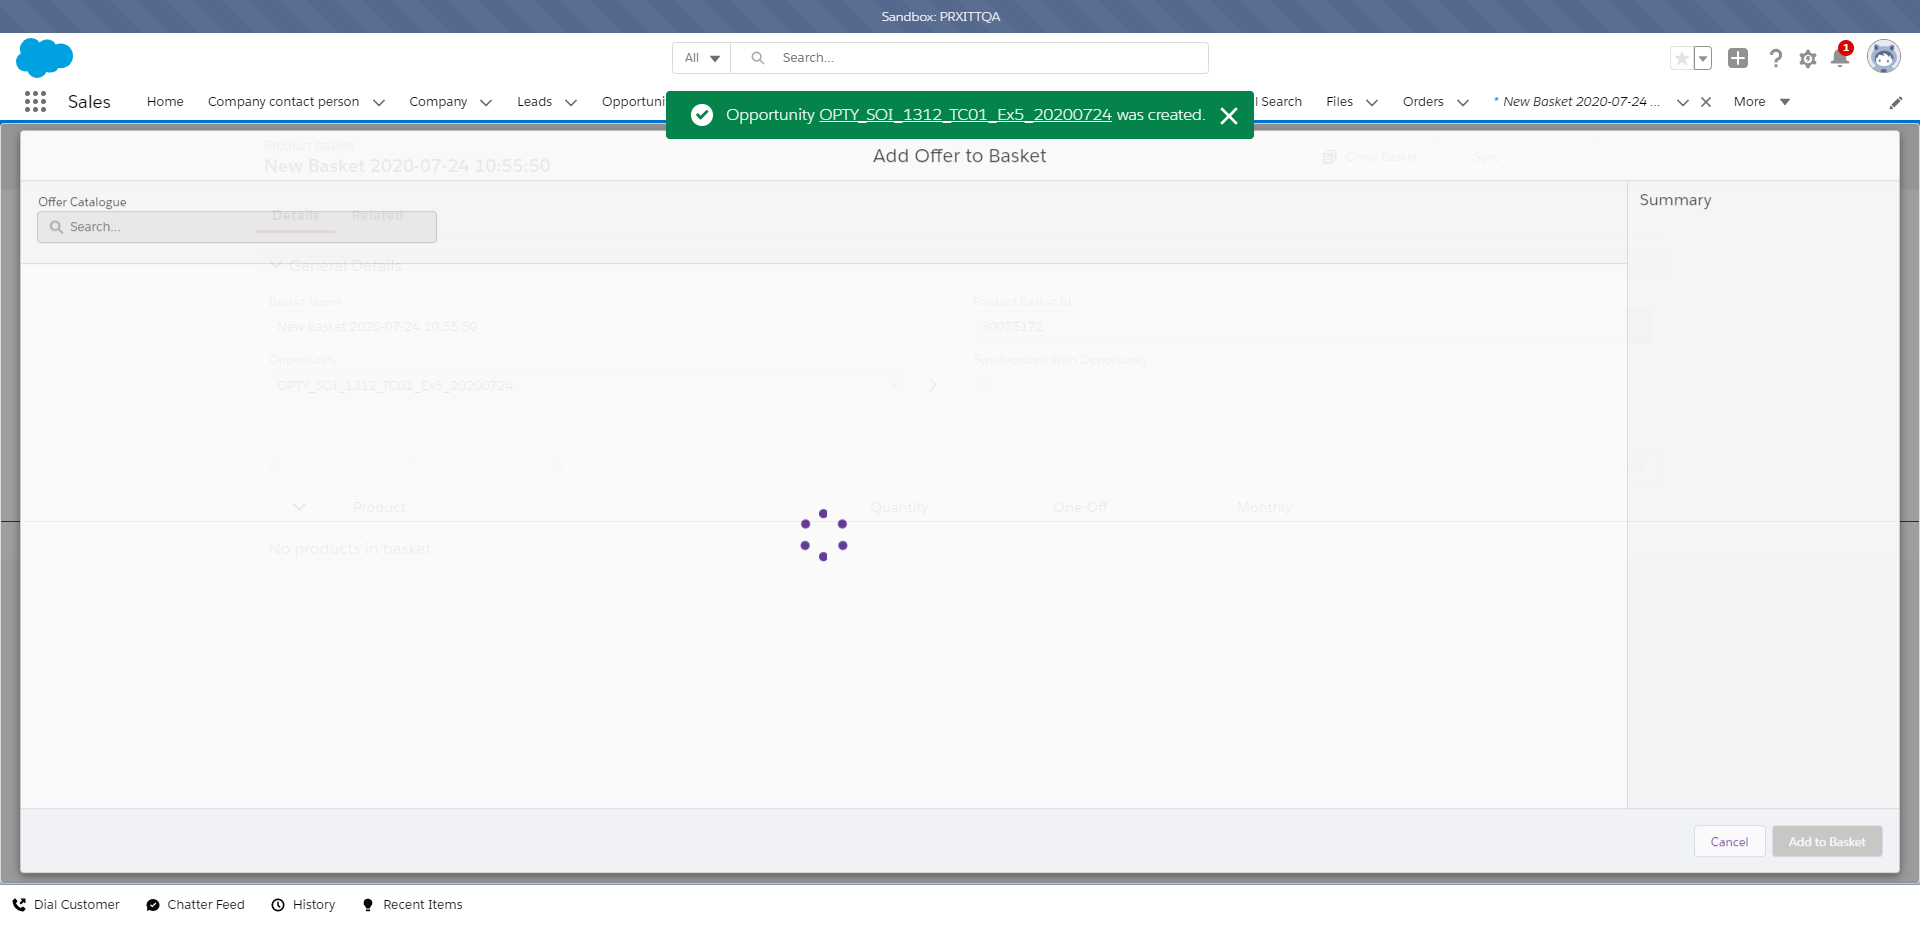 Sandbox: PRXITTQA
All
Search...
1
Sales
Home
Company contact person
Company
Leads
Opportuni
l Search
Files
Orders
* New Basket 2020-07-24 ...
More
Opportunity OPTY_SOI_1312_TC01_Ex5_20200724 was created.
Product basket
New Basket 2020-07-24 10:55:50
Add Offer to Basket
Clone Basket
Sync
Offer Catalogue
Search...
Details
Related
Summary
General Details
Basket Name
Product Basket Id
New Basket 2020-07-24 10:55:50
30075172
Opportunity
Synchronized With Opportunity
OPTY_SOI_1312_TC01_Ex5_20200724
Product
Quantity
One-Off
Monthly
No products in basket
Cancel
Add to Basket
Dial Customer
Chatter Feed
History
Recent Items